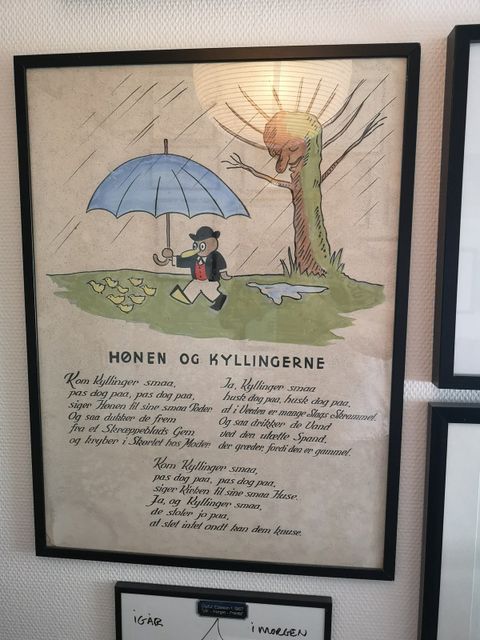 HØNEN OG KYLLINGERNE
Kom Kyllinger smaa,
pas dog paa, pas dog paa,
siger Hønen til sine smaa Poder
Og saa dukker de frem
fra et Skræppeblads Gem
og kryber i Skørtet hos Moder.
Ja, Kyllinger smaa
husk dog paa, husk dog paa,
at i Verden er mange Slags Skrammel.
Og saa drikker de Vand
ved den utætte Spand,
der græder, fordi den er gammel.
Kom Kyllinger smaa,
pas dog paa, pas dog paa,
siger Kirken til sine smaa Huse.
Ja, og Kyllinger smaa,
de stoler jo paa,
at slet intet ondt kan dem knuse.
IGÅR
I MORGEN